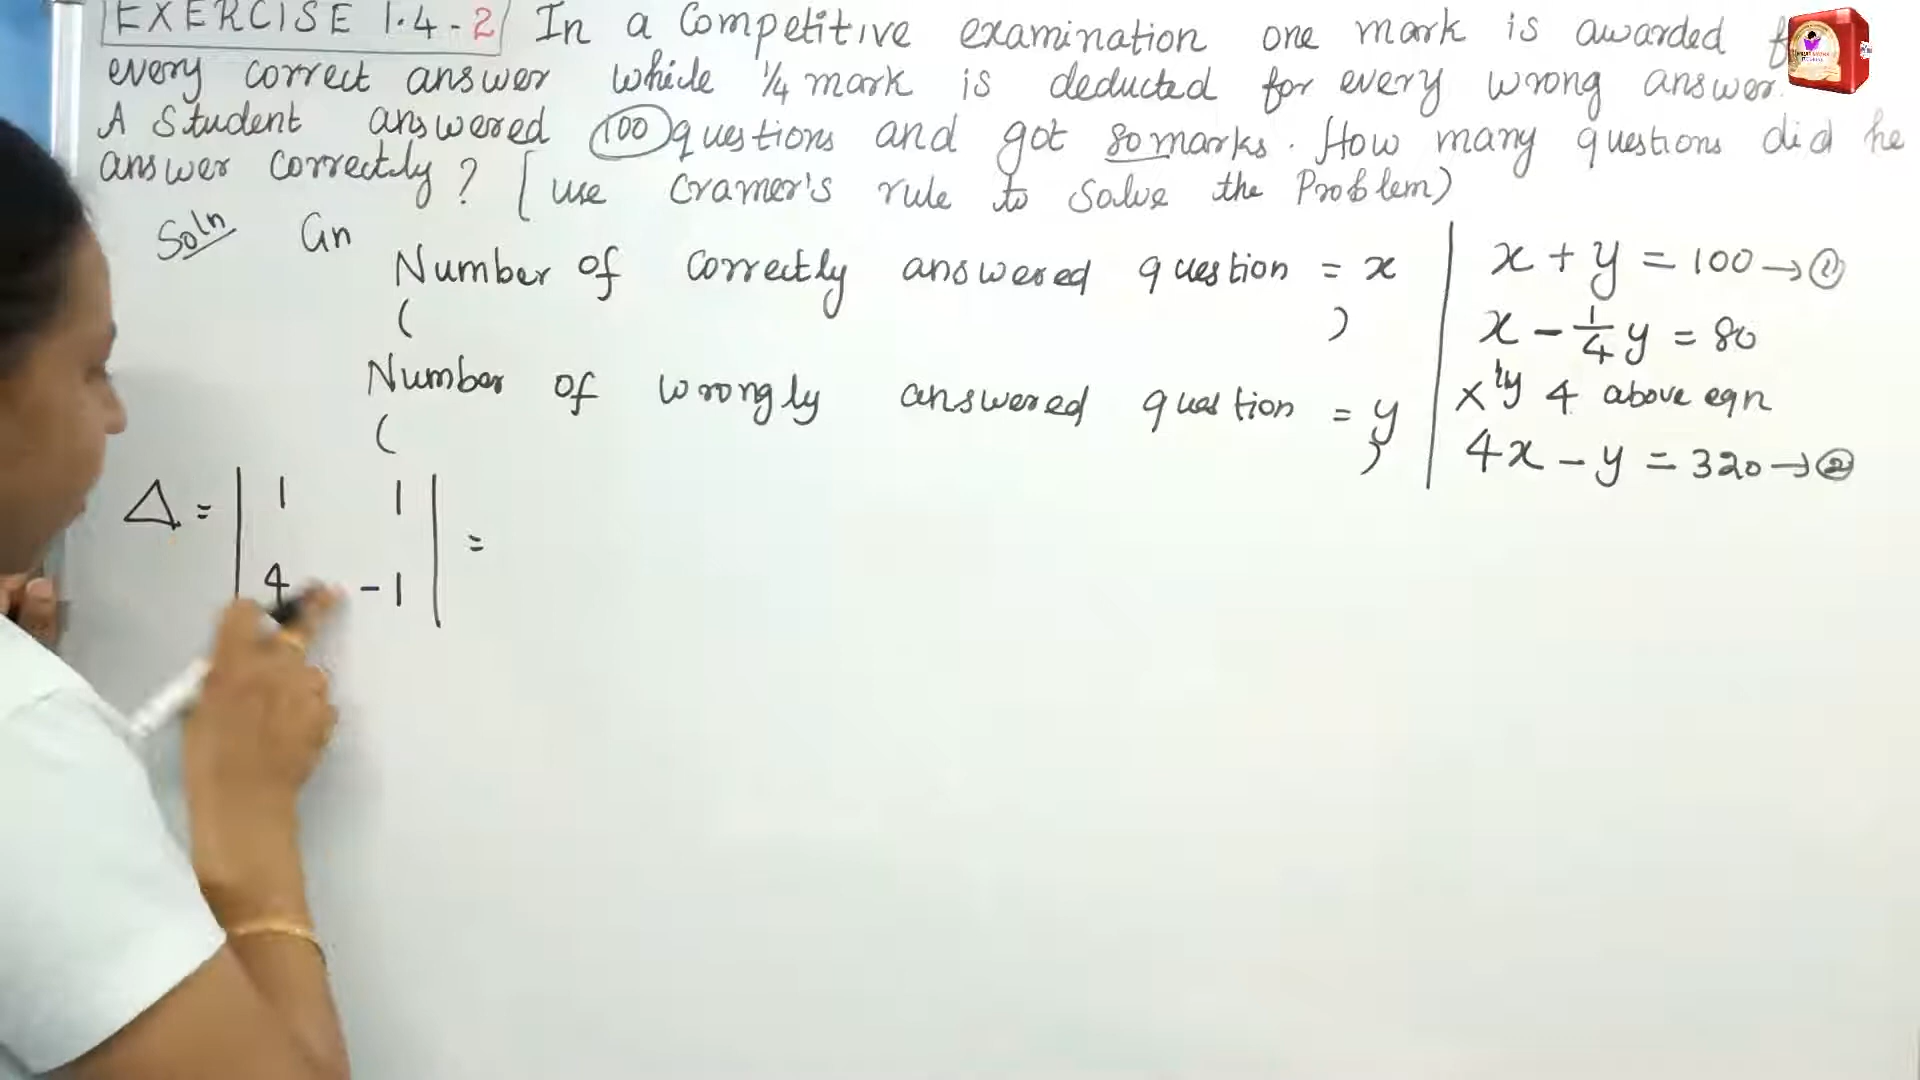 EXERCISE 1.4-2 In a Competitive examination one mark is awarded
every correct answer while 1/4 mark is deducted for every wrong answer.
A Student answered 100 questions and got 80 marks. How many questions did he
answer correctly? [use Cramer's rule to Solve the Problem)
Soln Gn
Number of correctly answered question = x
( )
Number of wrongly answered question = y
( )
x + y = 100 → ①
x - 1/4 y = 80
x ly by 4 above eqn
4x - y = 320 → ②
Δ = | 1 1 | =
| 4 -1 |